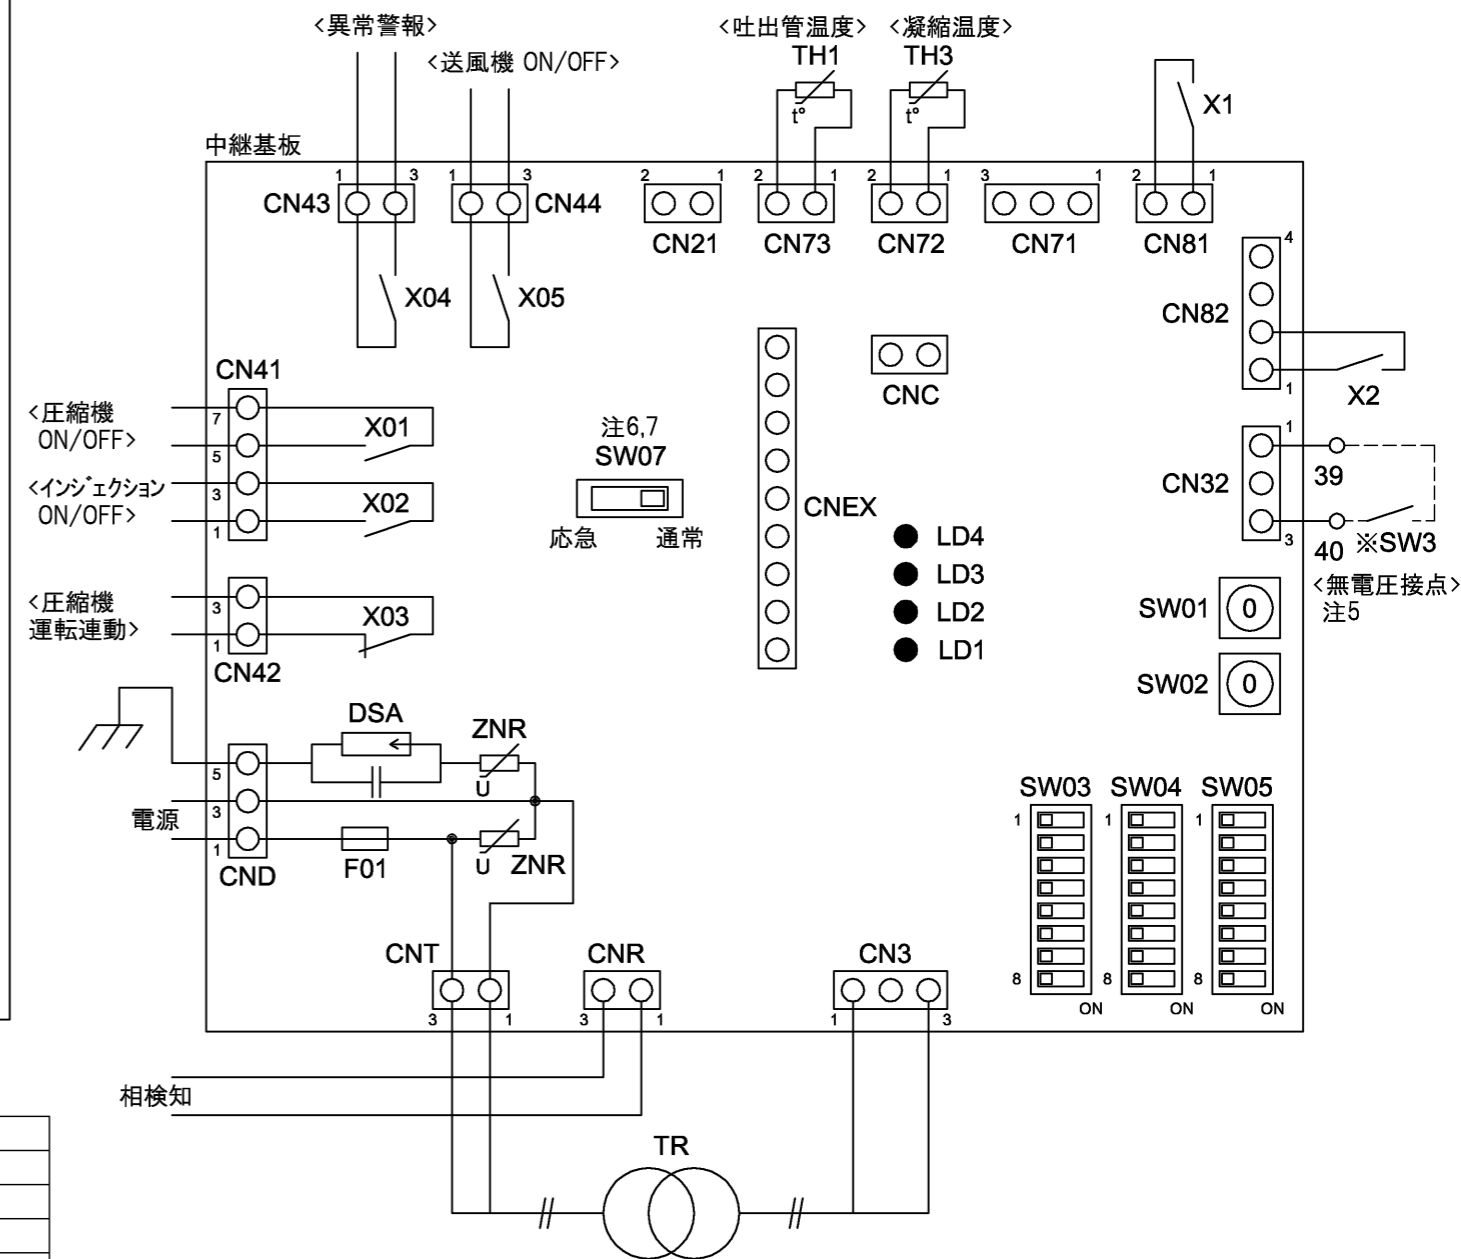 <異常警報>
<送風機 ON/OFF>
<吐出管温度>
<凝縮温度>
TH1
TH3
t°
t°
X1
中継基板
1
3
1
3
2
1
2
1
2
1
3
1
2
1
CN43
CN44
CN21
CN73
CN72
CN71
CN81
X04
X05
4
CN82
1
X2
CN41
<圧縮機
ON/OFF>
7
5
X01
<インジェクション
ON/OFF>
3
1
X02
注6,7
SW07
応急
通常
CNC
CNEX
LD4
LD3
LD2
LD1
1
CN32
3
39
40
※SW3
<無電圧接点>
注5
<圧縮機
運転連動>
3
1
X03
CN42
SW01
0
SW02
0
DSA
ZNR
U
5
電源
3
1
CND
F01
U
ZNR
SW03
SW04
SW05
1
1
1
8
8
8
ON
ON
ON
CNT
CNR
CN3
3
1
3
1
1
3
相検知
TR